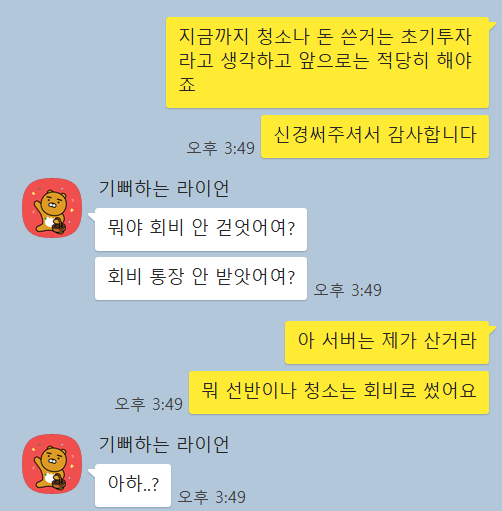 지금까지 청소나 돈 쓴거는 초기투자
라고 생각하고 앞으로는 적당히 해야
죠
신경써주셔서 감사합니다
오후 3:49
기뻐하는 라이언
뭐야 회비 안 걷엇어여?
회비 통장 안 받앗어여?
오후 3:49
아 서버는 제가 산거라
뭐 선반이나 청소는 회비로 썼어요
오후 3:49
기뻐하는 라이언
아하..?
오후 3:49